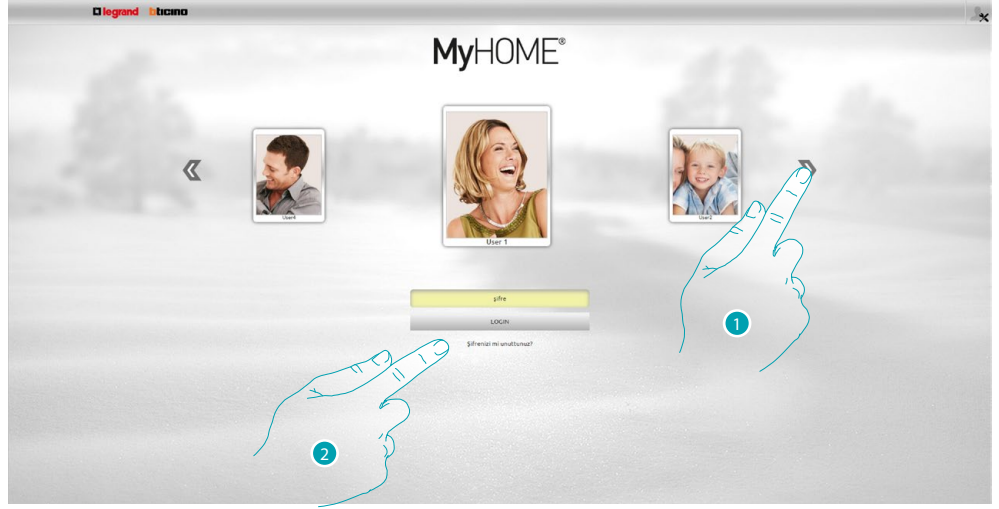 legrand bticino
MyHOME®
User4
User 1
User2
şifre
LOGIN
Şifrenizi mi unuttunuz?
1
2